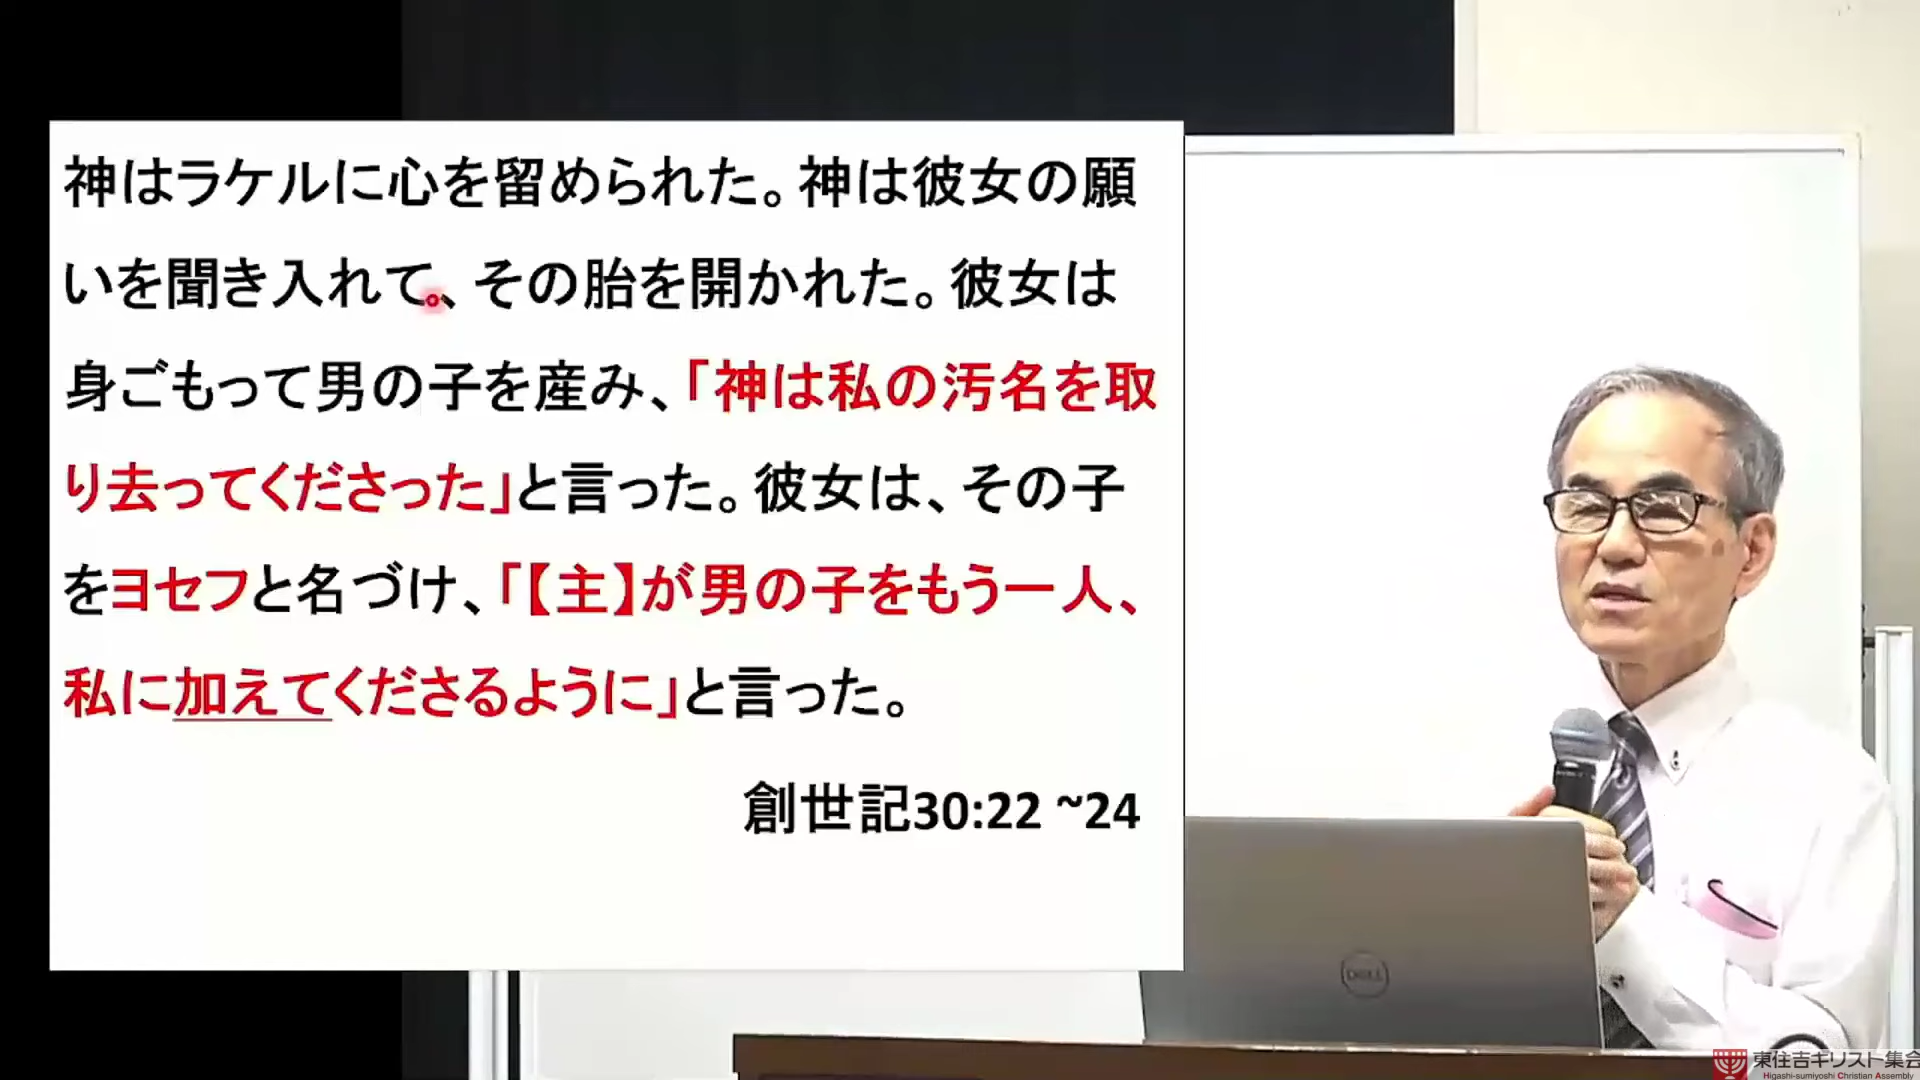 神はラケルに心を留められた。神は彼女の願
いを聞き入れて、その胎を開かれた。彼女は
身ごもって男の子を産み、「神は私の汚名を取
り去ってくださった」と言った。彼女は、その子
をヨセフと名づけ、「【主】が男の子をもう一人、
私に加えてくださるように」と言った。
創世記30:22 ~24
DELL
東住吉キリスト集会
Higashi-sumiyoshi Christian Assembly